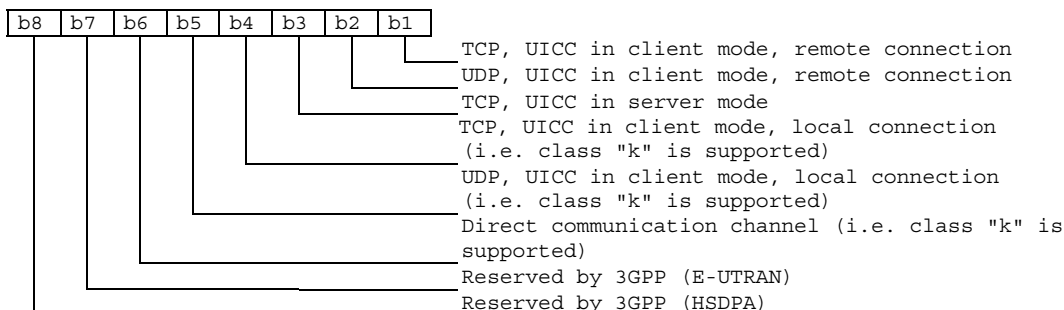 b8 b7 b6 b5 b4 b3 b2 b1
TCP, UICC in client mode, remote connection
UDP, UICC in client mode, remote connection
TCP, UICC in server mode
TCP, UICC in client mode, local connection
(i.e. class "k" is supported)
UDP, UICC in client mode, local connection
(i.e. class "k" is supported)
Direct communication channel (i.e. class "k" is
supported)
Reserved by 3GPP (E-UTRAN)
Reserved by 3GPP (HSDPA)